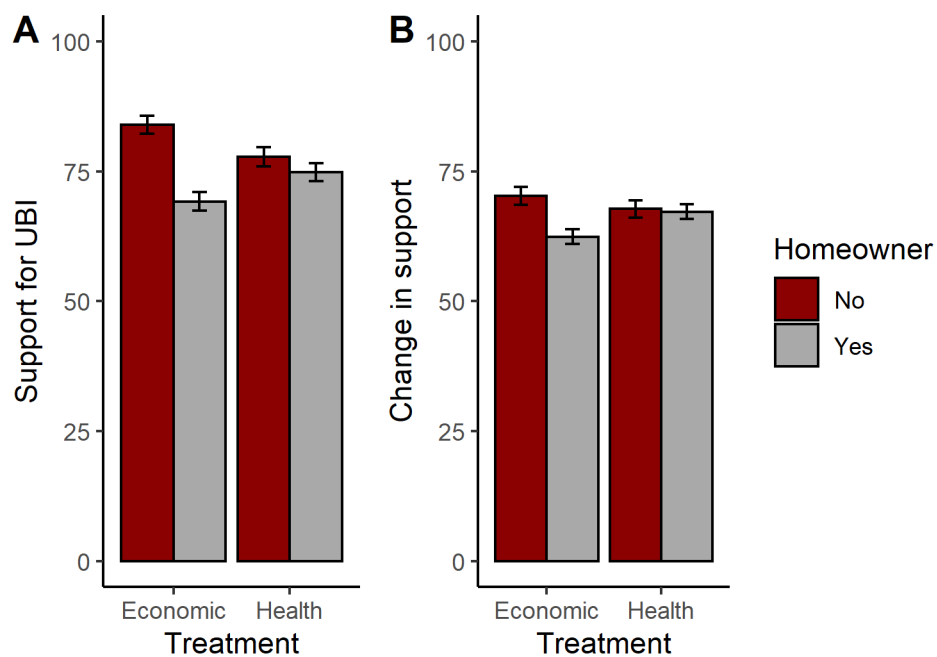 A
Support for UBI
100
75
50
25
0
Economic Health
Treatment
B
Change in support
100
75
50
25
0
Economic Health
Treatment
Homeowner
No
Yes